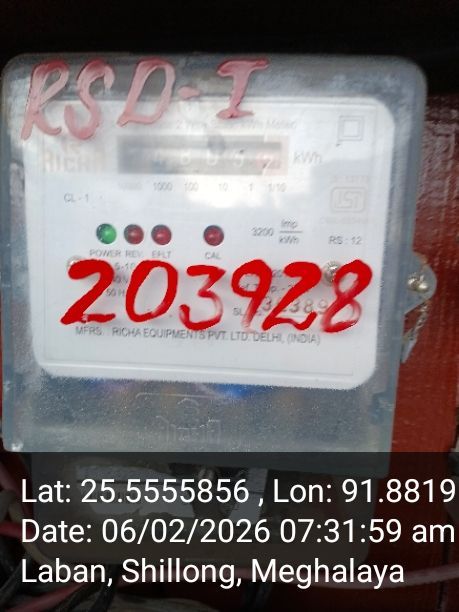 RSD-I
RICHA
kWh
10000 1000 100 10 1 1/10
CL - 1
3200 Imp/kWh
POWER REV. EFLT CAL
RS : 12
203928
MFRS. : RICHA EQUIPMENTS PVT. LTD. DELHI, (INDIA)
Lat: 25.5555856 , Lon: 91.8819
Date: 06/02/2026 07:31:59 am
Laban, Shillong, Meghalaya